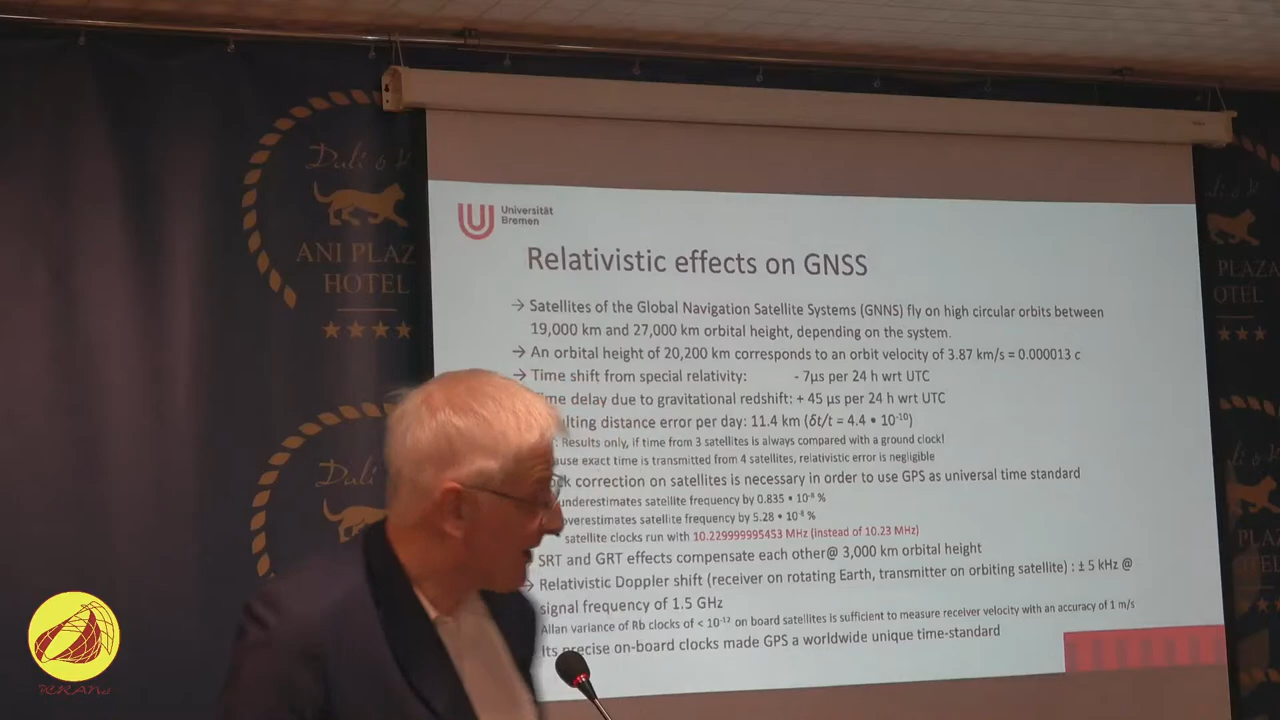 Universität
Bremen
Relativistic effects on GNSS
→ Satellites of the Global Navigation Satellite Systems (GNNS) fly on high circular orbits between
19,000 km and 27,000 km orbital height, depending on the system.
→ An orbital height of 20,200 km corresponds to an orbit velocity of 3.87 km/s = 0.000013 c
→ Time shift from special relativity: - 7µs per 24 h wrt UTC
me delay due to gravitational redshift: + 45 µs per 24 h wrt UTC
lting distance error per day: 11.4 km (δt/t = 4.4 • 10⁻¹⁰)
: Results only, if time from 3 satellites is always compared with a ground clock!
ause exact time is transmitted from 4 satellites, relativistic error is negligible
ck correction on satellites is necessary in order to use GPS as universal time standard
underestimates satellite frequency by 0.835 • 10⁻⁸ %
overestimates satellite frequency by 5.28 • 10⁻⁸ %
satellite clocks run with 10.229999995453 MHz (instead of 10.23 MHz)
SRT and GRT effects compensate each other@ 3,000 km orbital height
→ Relativistic Doppler shift (receiver on rotating Earth, transmitter on orbiting satellite) : ± 5 kHz @
signal frequency of 1.5 GHz
Allan variance of Rb clocks of < 10⁻¹² on board satellites is sufficient to measure receiver velocity with an accuracy of 1 m/s
Its precise on-board clocks made GPS a worldwide unique time-standard
ANI PLAZ
HOTEL
PLAZA
OTEL
PLA
TEL
ICRANet